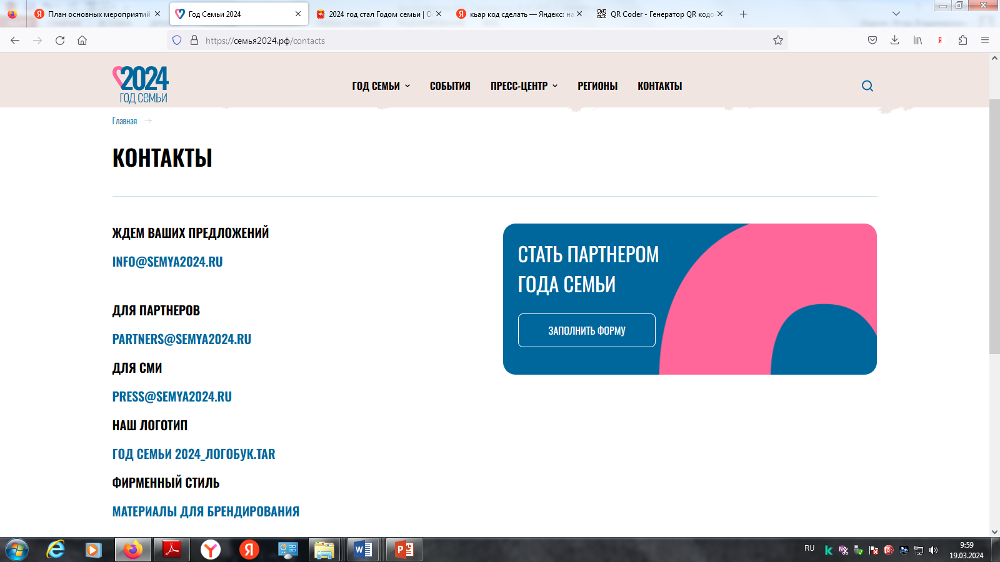 План основных мероприятий
Год Семьи 2024
2024 год стал Годом семьи | Ос
кьар код сделать — Яндекс: на
QR Coder - Генератор QR кодо
https://семья2024.рф/contacts
2024
ГОД СЕМЬИ
ГОД СЕМЬИ
СОБЫТИЯ
ПРЕСС-ЦЕНТР
РЕГИОНЫ
КОНТАКТЫ
Главная
КОНТАКТЫ
ЖДЕМ ВАШИХ ПРЕДЛОЖЕНИЙ
INFO@SEMYA2024.RU
ДЛЯ ПАРТНЕРОВ
PARTNERS@SEMYA2024.RU
ДЛЯ СМИ
PRESS@SEMYA2024.RU
НАШ ЛОГОТИП
ГОД СЕМЬИ 2024_ЛОГОБУК.TAR
ФИРМЕННЫЙ СТИЛЬ
МАТЕРИАЛЫ ДЛЯ БРЕНДИРОВАНИЯ
СТАТЬ ПАРТНЕРОМ
ГОДА СЕМЬИ
ЗАПОЛНИТЬ ФОРМУ
RU
9:59
19.03.2024